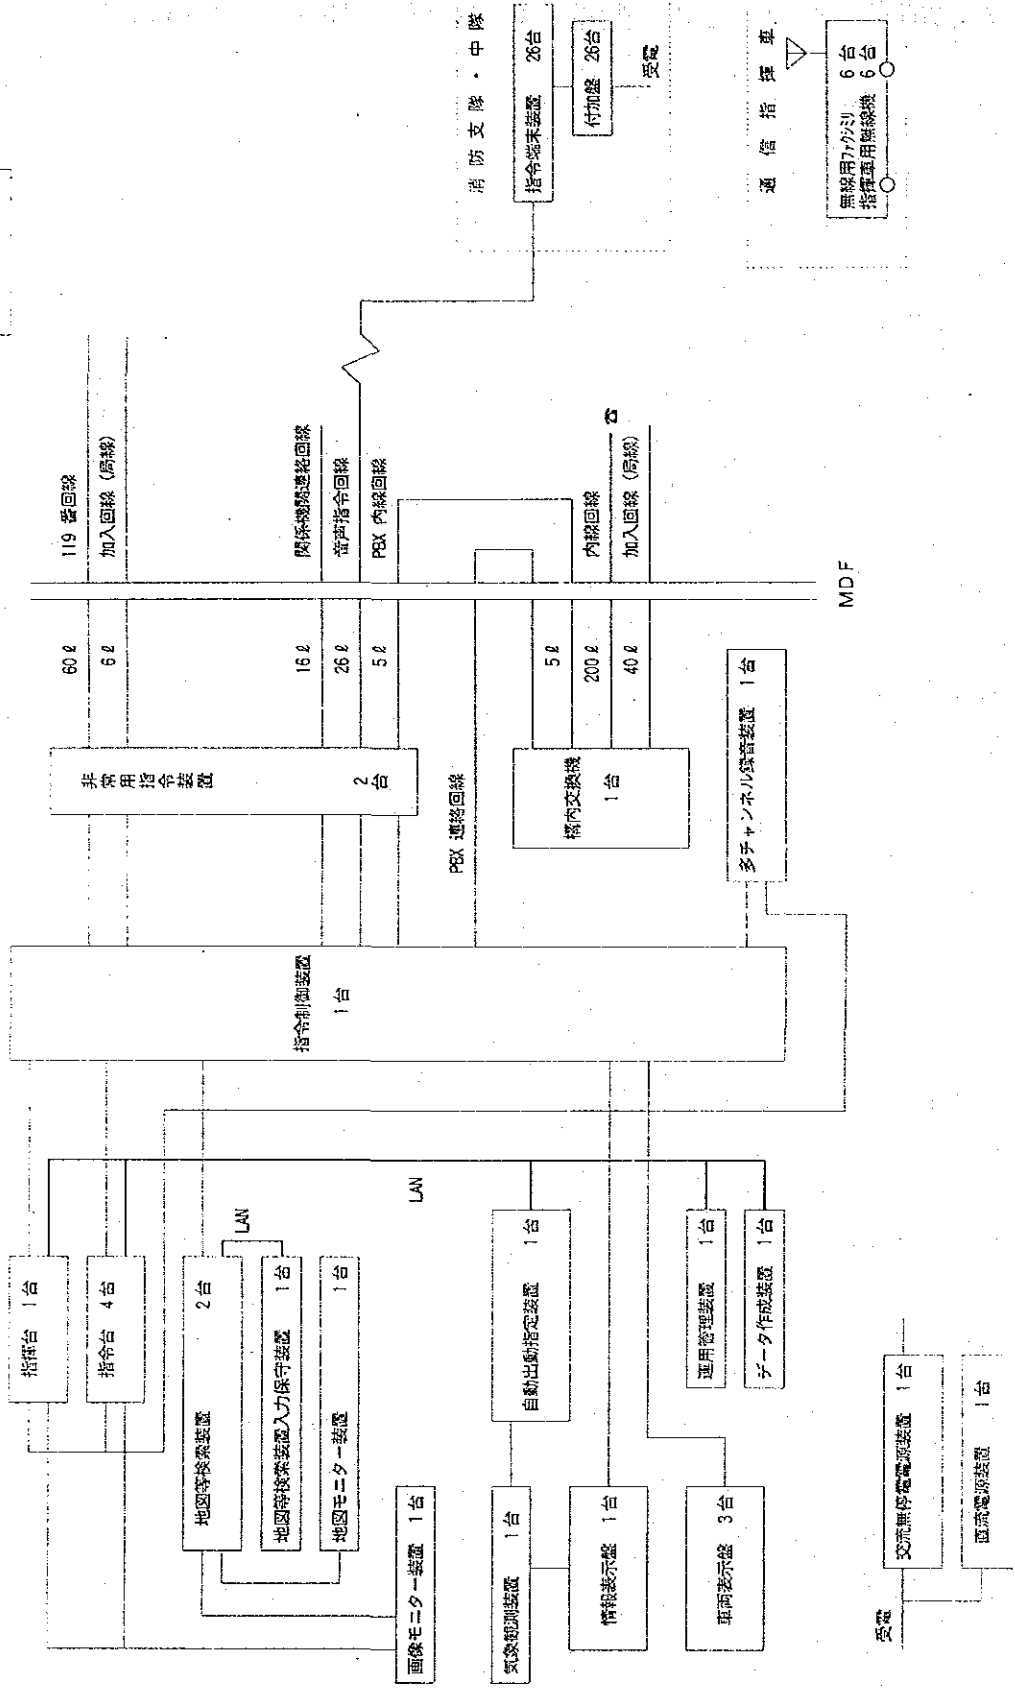 指揮台 1台
指令台 4台
地図等検索装置 2台
LAN
地図等検索装置入力保守装置 1台
地図モニター装置 1台
画像モニター装置 1台
LAN
気象観測装置 1台
自動出動指定装置 1台
情報表示盤 1台
車両表示盤 3台
運用管理装置 1台
データ作成装置 1台
受電
交流無停電電源装置 1台
直流電源装置 1台
指令制御装置
1台
非常用指令装置
2台
PBX 連絡回線
構内交換機
1台
多チャンネル録音装置 1台
60ℓ
6ℓ
16ℓ
26ℓ
5ℓ
5ℓ
200ℓ
40ℓ
MDF
119 番回線
加入回線(局線)
関係機関連絡回線
音声指令回線
PBX 内線回線
内線回線
加入回線(局線)
消防支隊・中隊
指令端末装置 26台
付加盤 26台
受電
通信指揮車
無線用ファクシミリ 6台
指揮車用無線機 6台